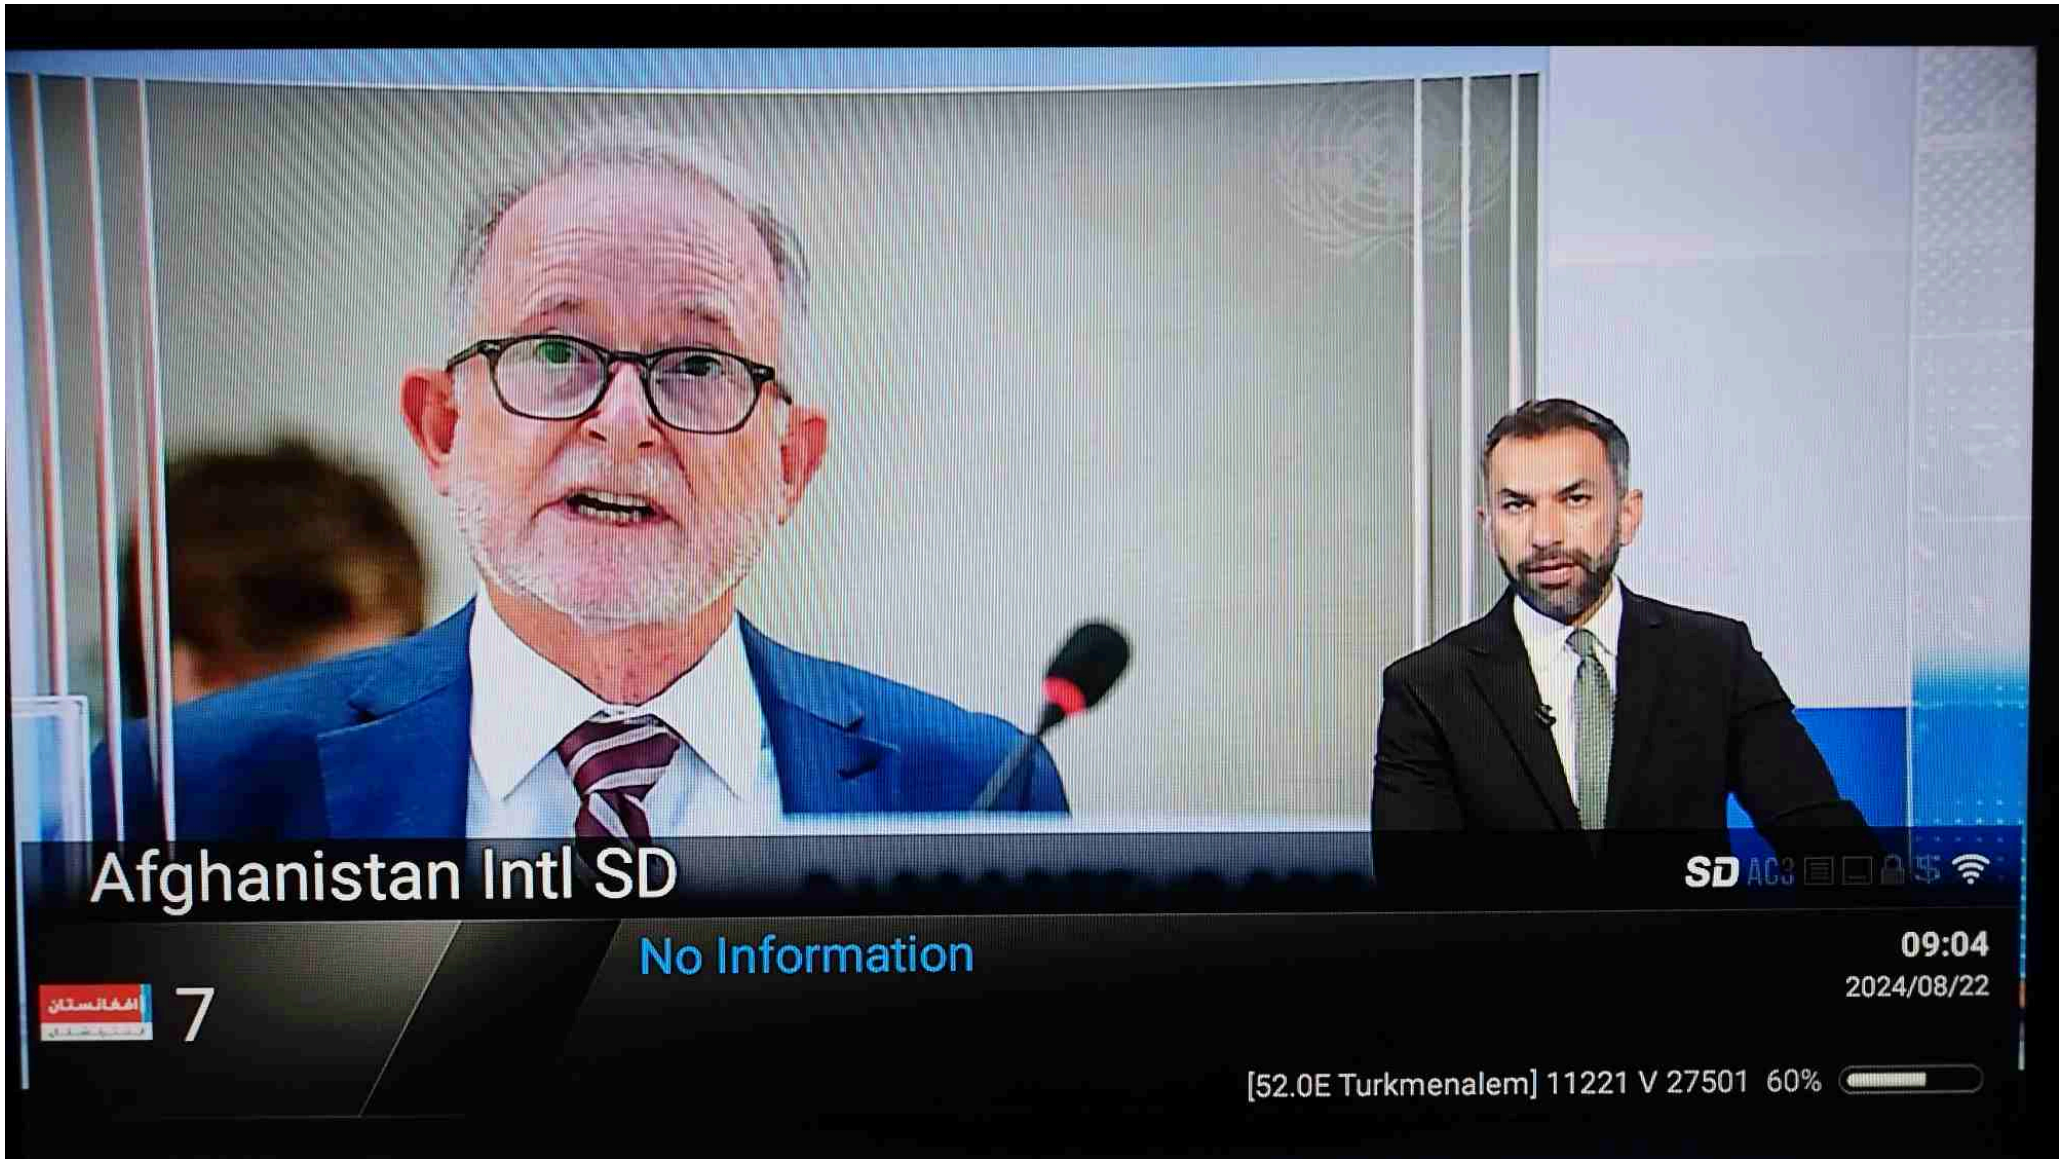 Afghanistan Intl SD
SD AC3
No Information
09:04
2024/08/22
افغانستان
7
[52.0E Turkmenalem] 11221 V 27501 60%